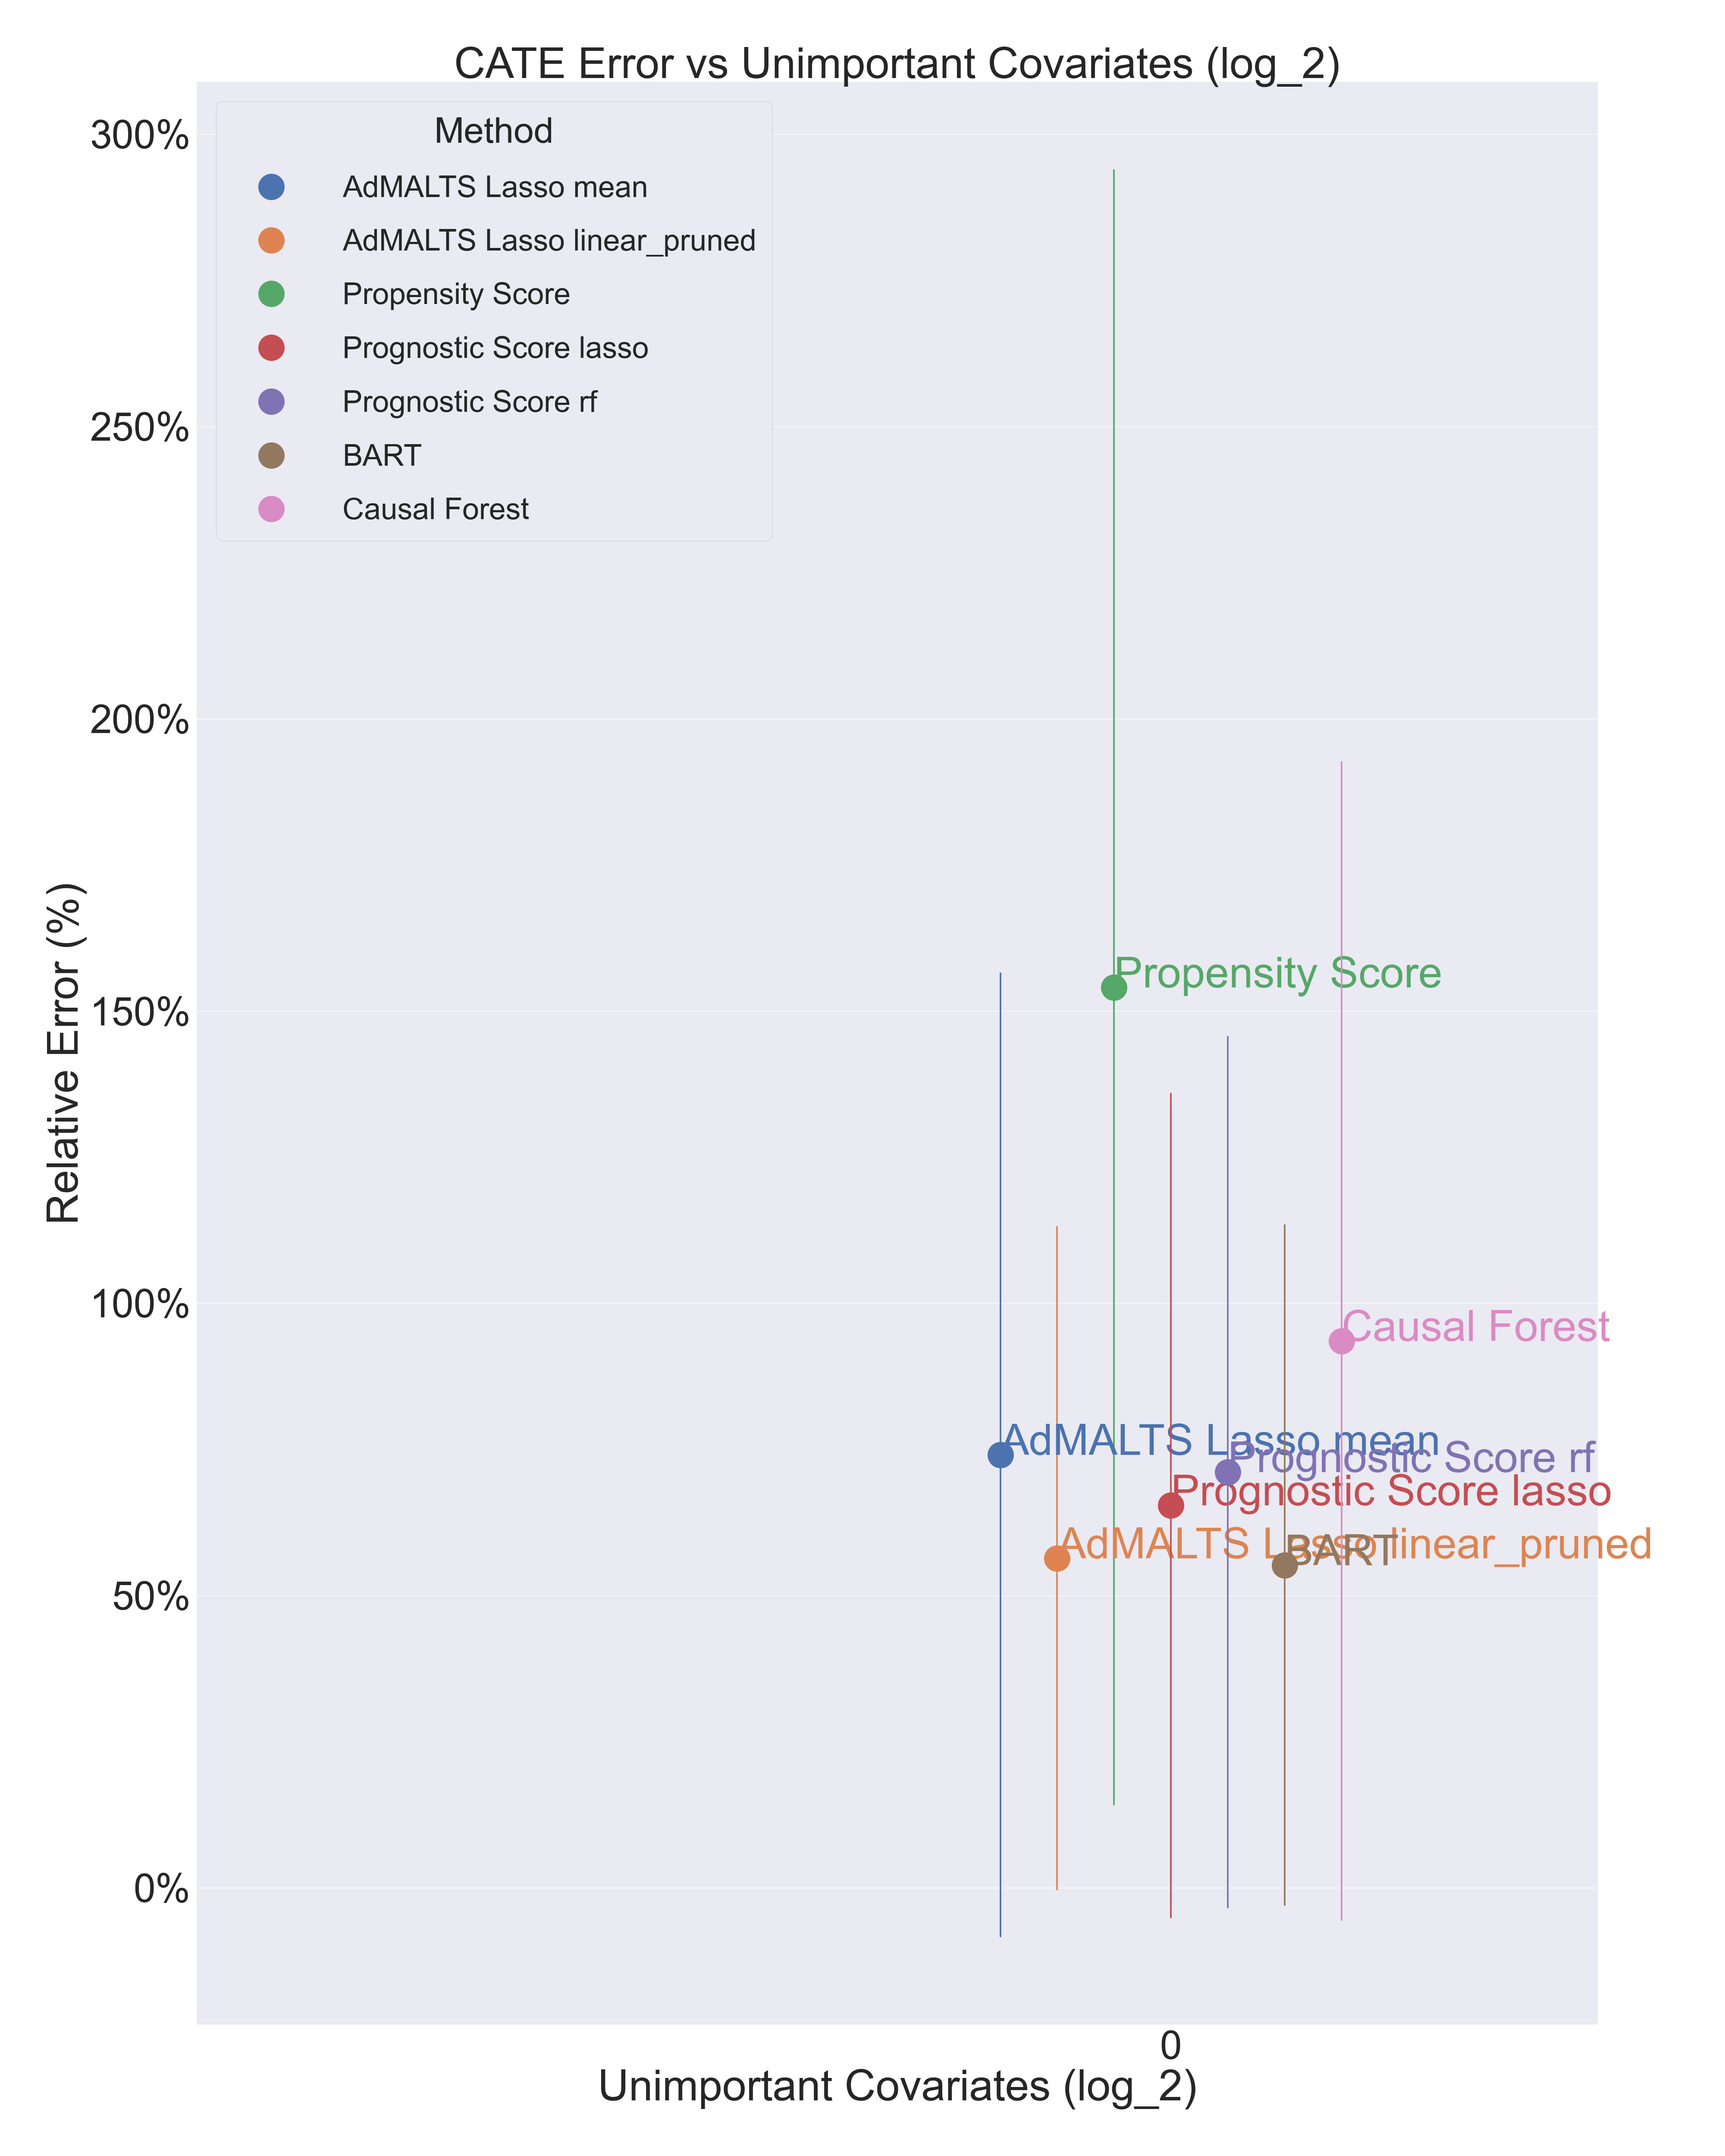 CATE Error vs Unimportant Covariates (log_2)
300%
250%
200%
150%
100%
50%
0%
Relative Error (%)
Method
AdMALTS Lasso mean
AdMALTS Lasso linear_pruned
Propensity Score
Prognostic Score lasso
Prognostic Score rf
BART
Causal Forest
Propensity Score
Causal Forest
AdMALTS Lasso mean
Prognostic Score rf
Prognostic Score lasso
AdMALTS Lasso linear_pruned
BART
0
Unimportant Covariates (log_2)